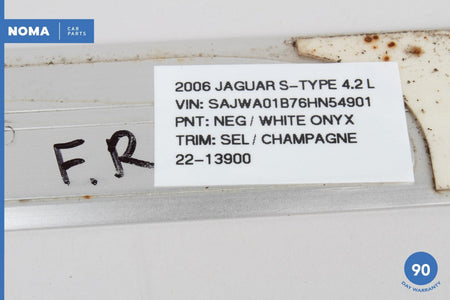 NOMA CAR PARTS
2006 JAGUAR S-TYPE 4.2 L
VIN: SAJWA01B76HN54901
PNT: NEG / WHITE ONYX
TRIM: SEL / CHAMPAGNE
22-13900
F.R
90
DAY WARRANTY